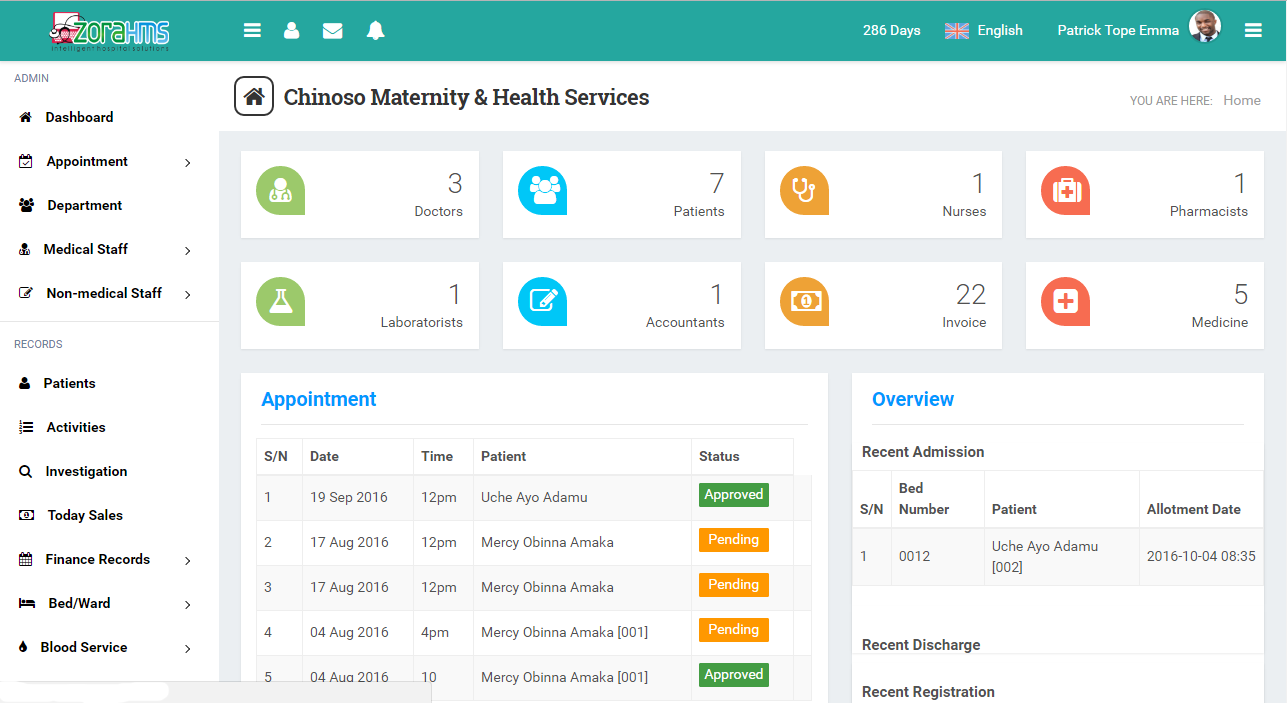 zoraHMS
intelligent hospital solutions
286 Days
English
Patrick Tope Emma
ADMIN
Dashboard
Appointment
Department
Medical Staff
Non-medical Staff
RECORDS
Patients
Activities
Investigation
Today Sales
Finance Records
Bed/Ward
Blood Service
Chinoso Maternity & Health Services
YOU ARE HERE: Home
3
Doctors
7
Patients
1
Nurses
1
Pharmacists
1
Laboratorists
1
Accountants
22
Invoice
5
Medicine
Appointment
S/N Date Time Patient Status
1 19 Sep 2016 12pm Uche Ayo Adamu Approved
2 17 Aug 2016 12pm Mercy Obinna Amaka Pending
3 17 Aug 2016 12pm Mercy Obinna Amaka Pending
4 04 Aug 2016 4pm Mercy Obinna Amaka [001] Pending
5 04 Aug 2016 10 Mercy Obinna Amaka [001] Approved
Overview
Recent Admission
Bed
S/N Number Patient Allotment Date
Uche Ayo Adamu
1 0012 2016-10-04 08:35
[002]
Recent Discharge
Recent Registration